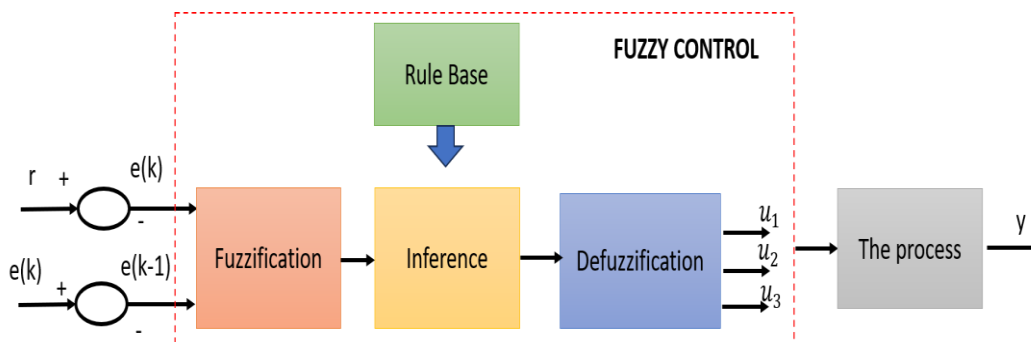 FUZZY CONTROL
Rule Base
r + e(k)
-
Fuzzification
Inference
Defuzzification
u₁
u₂
u₃
The process
y
e(k) + e(k-1)
-